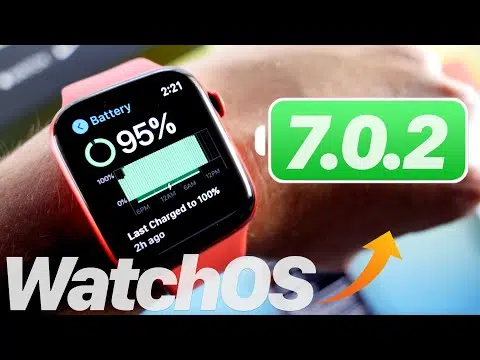 Battery
2:21
95%
100%
0%
6PM 12AM 6AM 12PM
Last Charged to 100%
2h ago
7.0.2
WatchOS